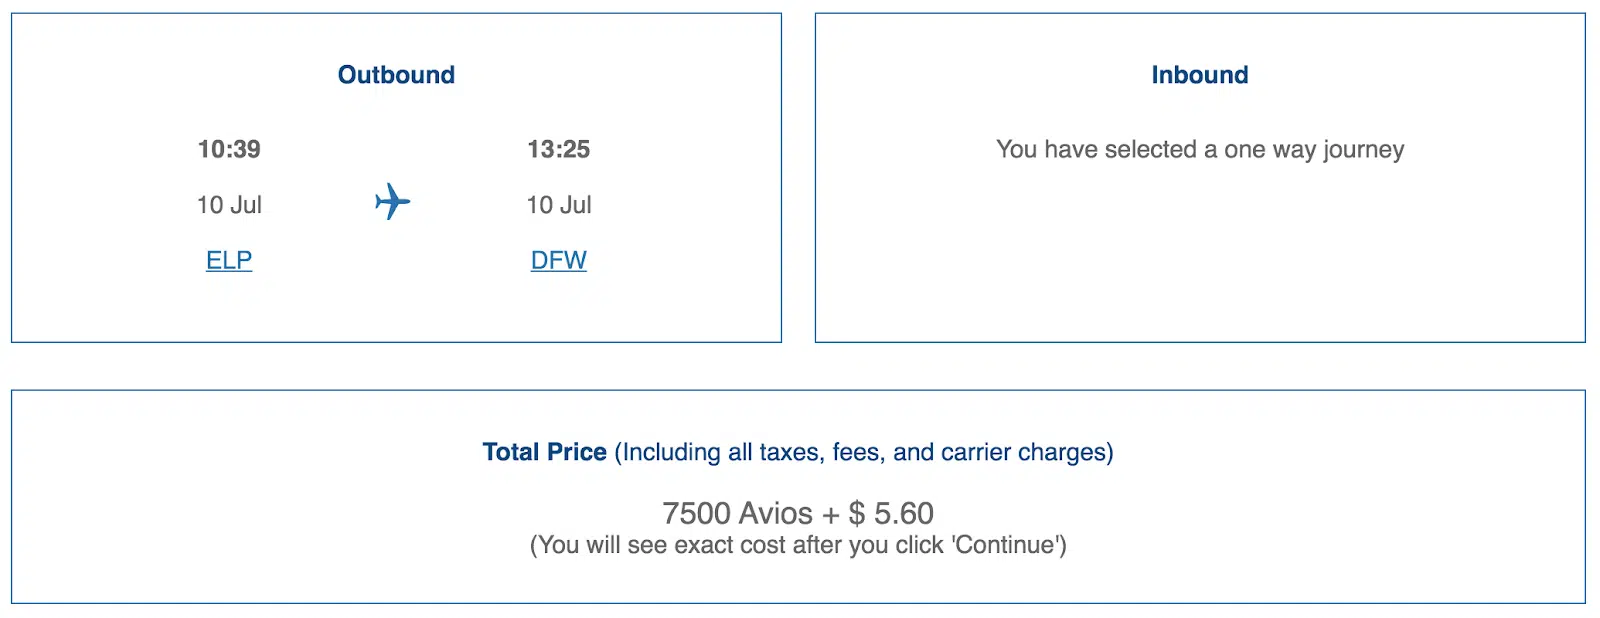 Outbound
10:39
13:25
10 Jul
10 Jul
ELP
DFW
Inbound
You have selected a one way journey
Total Price (Including all taxes, fees, and carrier charges)
7500 Avios + $ 5.60
(You will see exact cost after you click 'Continue')